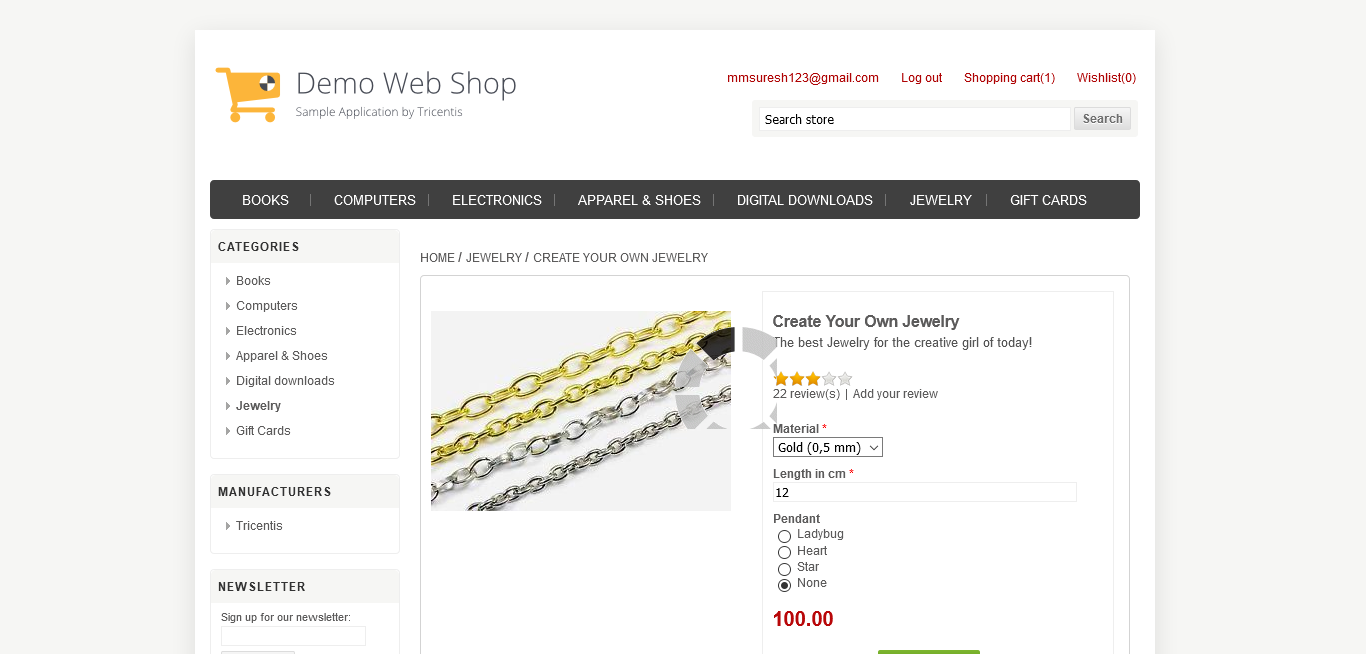 Demo Web Shop
Sample Application by Tricentis
mmsuresh123@gmail.com Log out Shopping cart(1) Wishlist(0)
Search store Search
BOOKS COMPUTERS ELECTRONICS APPAREL & SHOES DIGITAL DOWNLOADS JEWELRY GIFT CARDS
CATEGORIES
Books
Computers
Electronics
Apparel & Shoes
Digital downloads
Jewelry
Gift Cards
MANUFACTURERS
Tricentis
NEWSLETTER
Sign up for our newsletter:
HOME / JEWELRY / CREATE YOUR OWN JEWELRY
Create Your Own Jewelry
The best Jewelry for the creative girl of today!
22 review(s) | Add your review
Material *
Gold (0,5 mm)
Length in cm *
12
Pendant
Ladybug
Heart
Star
None
100.00